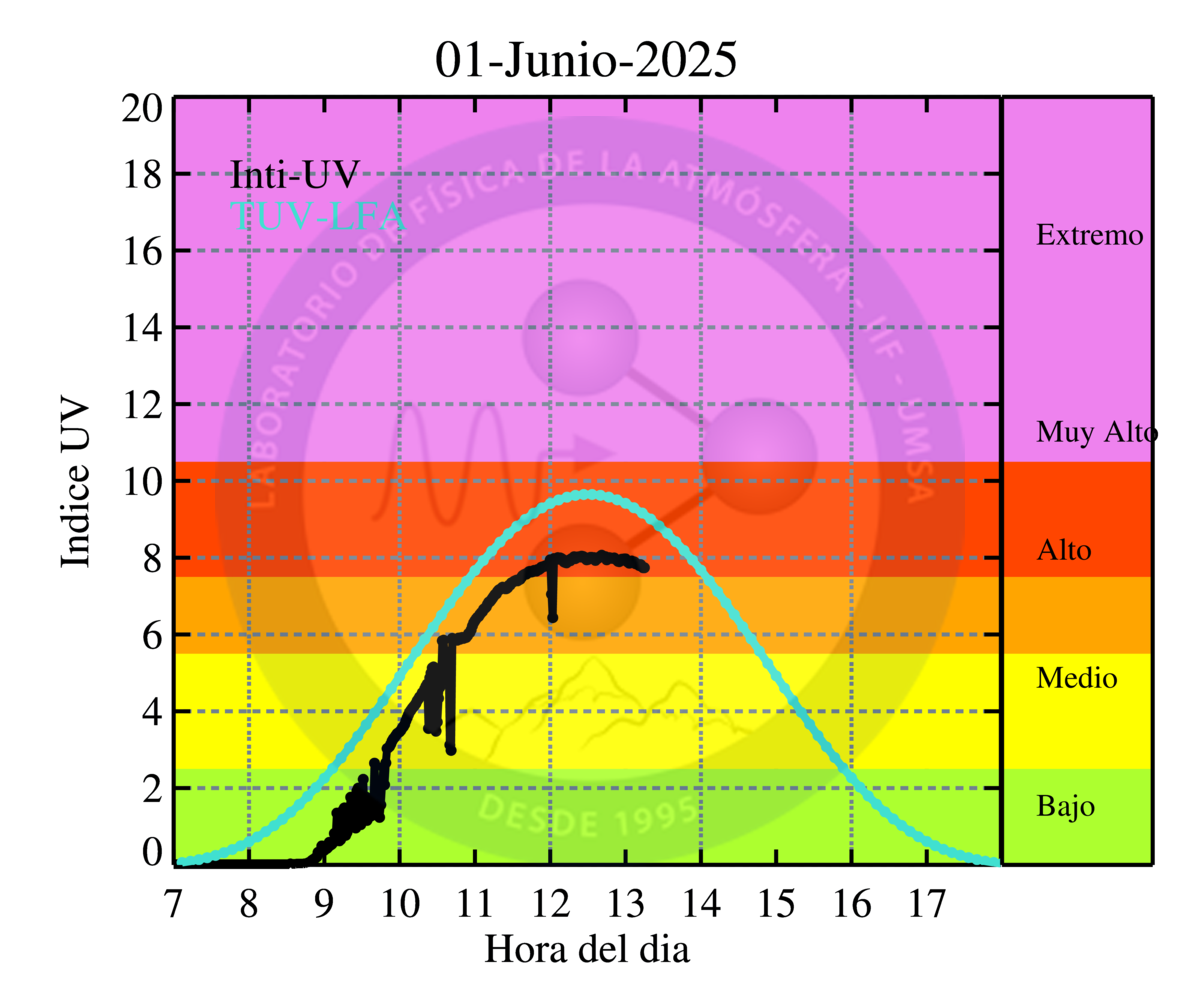 01-Junio-2025
20
18
16
14
12
10
8
6
4
2
0
Indice UV
Inti-UV
TUV-LFA
LABORATORIO DE FÍSICA DE LA ATMÓSFERA - IIF - UMSA
DESDE 1995
Extremo
Muy Alto
Alto
Medio
Bajo
7 8 9 10 11 12 13 14 15 16 17
Hora del dia